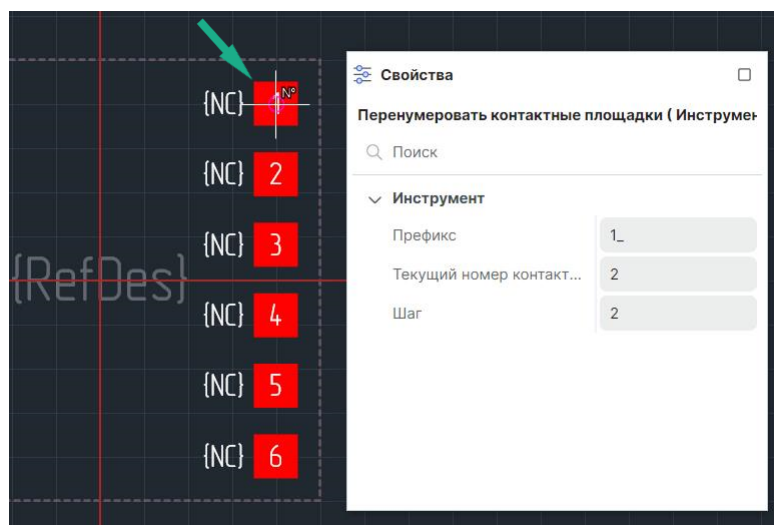 {NC} 1 N°
{NC} 2
{NC} 3
{RefDes}
{NC} 4
{NC} 5
{NC} 6
Свойства
Перенумеровать контактные площадки ( Инструмен
Поиск
Инструмент
Префикс 1_
Текущий номер контакт... 2
Шаг 2